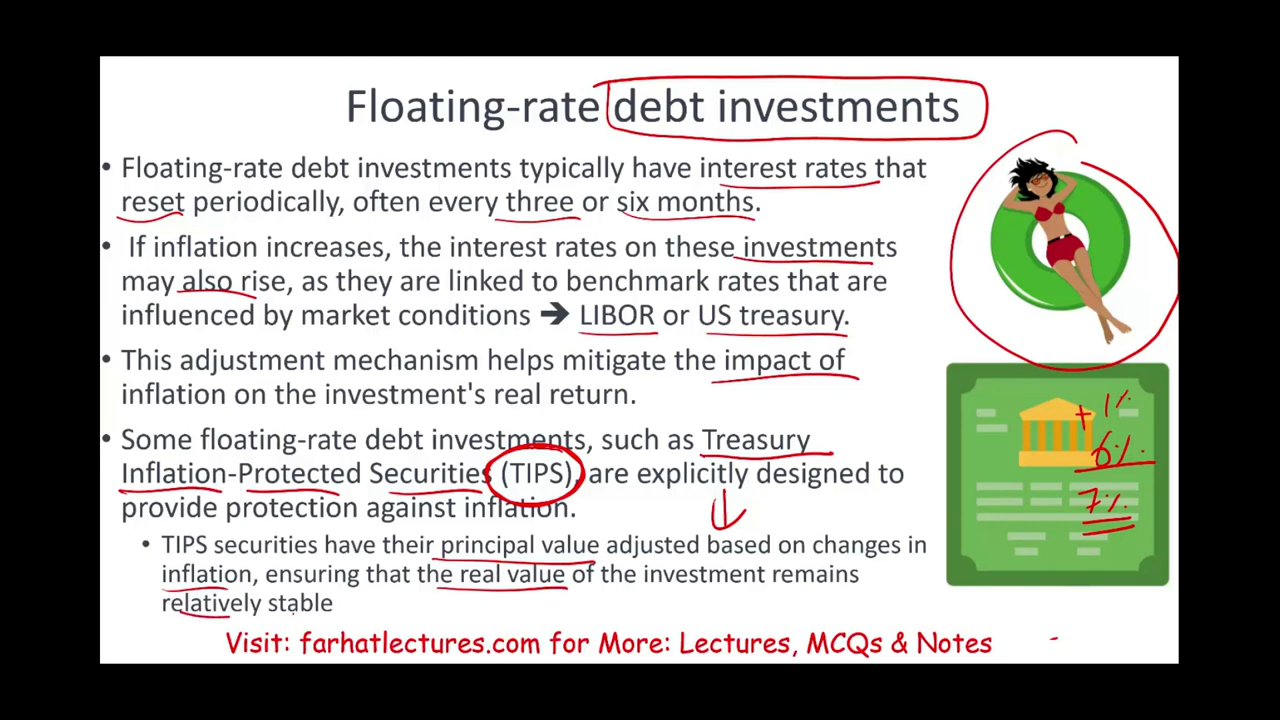 Floating-rate debt investments
• Floating-rate debt investments typically have interest rates that
reset periodically, often every three or six months.
• If inflation increases, the interest rates on these investments
may also rise, as they are linked to benchmark rates that are
influenced by market conditions ➔ LIBOR or US treasury.
• This adjustment mechanism helps mitigate the impact of
inflation on the investment's real return.
• Some floating-rate debt investments, such as Treasury
Inflation-Protected Securities (TIPS), are explicitly designed to
provide protection against inflation.
• TIPS securities have their principal value adjusted based on changes in
inflation, ensuring that the real value of the investment remains
relatively stable
+ 1%
6%
7%
Visit: farhatlectures.com for More: Lectures, MCQs & Notes